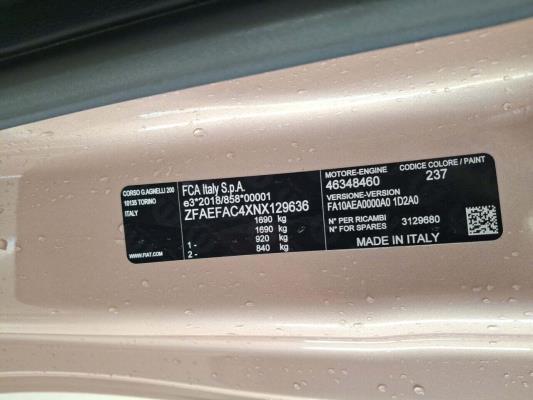 CORSO G.AGNELLI 200
10135 TORINO
ITALY
WWW.FIAT.COM
FCA Italy S.p.A.
e3*2018/858*00001
ZFAEFAC4XNX129636
1690 kg
1690 kg
1 - 920 kg
2 - 840 kg
MOTORE-ENGINE
46348460
VERSIONE-VERSION
FA10AEA0000A0 1D2A0
N° PER RICAMBI
N° FOR SPARES 3129680
MADE IN ITALY
CODICE COLORE / PAINT
237